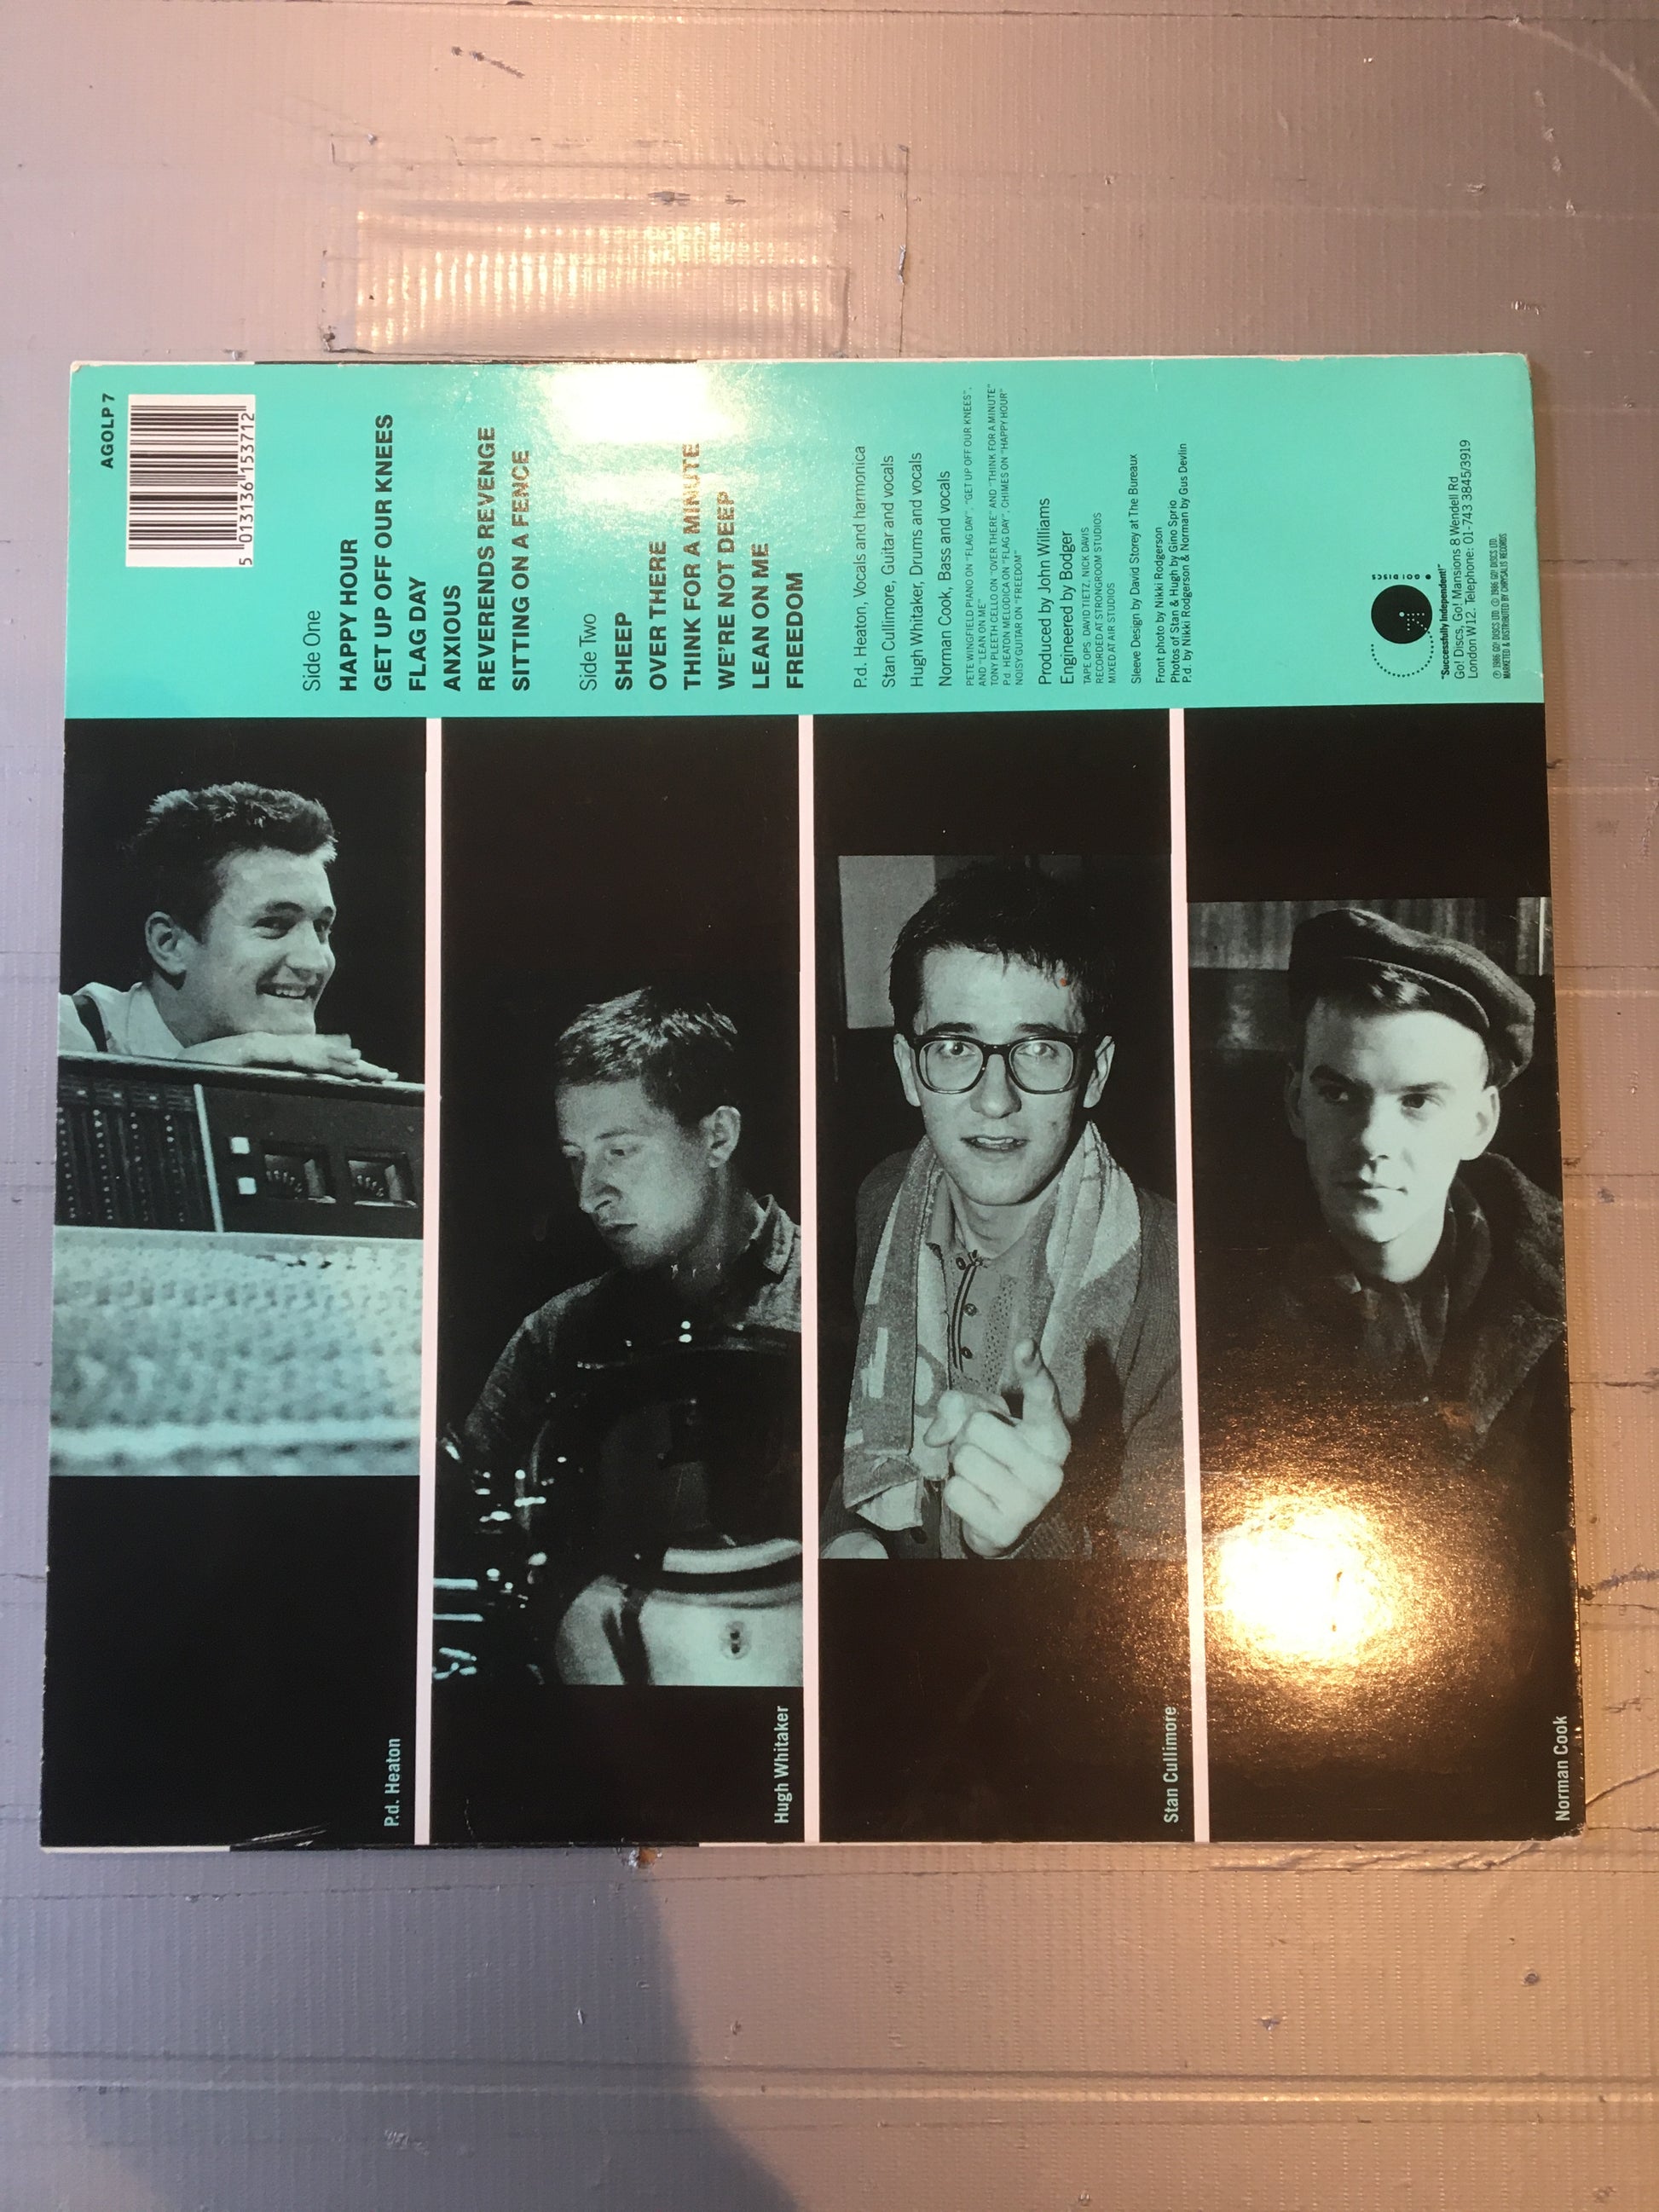 AGOLP 7
5 013136 153712
Side One
HAPPY HOUR
GET UP OFF OUR KNEES
FLAG DAY
ANXIOUS
REVERENDS REVENGE
SITTING ON A FENCE
Side Two
SHEEP
OVER THERE
THINK FOR A MINUTE
WE'RE NOT DEEP
LEAN ON ME
FREEDOM
P.d. Heaton, Vocals and harmonica
Stan Cullimore, Guitar and vocals
Hugh Whitaker, Drums and vocals
Norman Cook, Bass and vocals
PETE WINGFIELD PIANO ON "FLAG DAY", "GET UP OFF OUR KNEES",
AND "LEAN ON ME"
TONY PLEETH CELLO ON "OVER THERE" AND "THINK FOR A MINUTE"
P.d. HEATON MELODICA ON "FLAG DAY", CHIMES ON "HAPPY HOUR"
NOISY GUITAR ON "FREEDOM"
Produced by John Williams
Engineered by Bodger
TAPE OPS: DAVID TIETZ, NICK DAVIS
RECORDED AT STRONGROOM STUDIOS
MIXED AT AIR STUDIOS
Sleeve Design by David Storey at The Bureaux
Front photo by Nikki Rodgerson
Photos of Stan & Hugh by Gino Sprio
P.d. by Nikki Rodgerson & Norman by Gus Devlin
GO! DISCS
"Successfully Independent!"
Go! Discs, Go! Mansions 8 Wendell Rd
London W12. Telephone: 01-743 3845/3919
℗ 1986 GO! DISCS LTD. © 1986 GO! DISCS LTD.
MARKETED & DISTRIBUTED BY CHRYSALIS RECORDS
P.d. Heaton
Hugh Whitaker
Stan Cullimore
Norman Cook